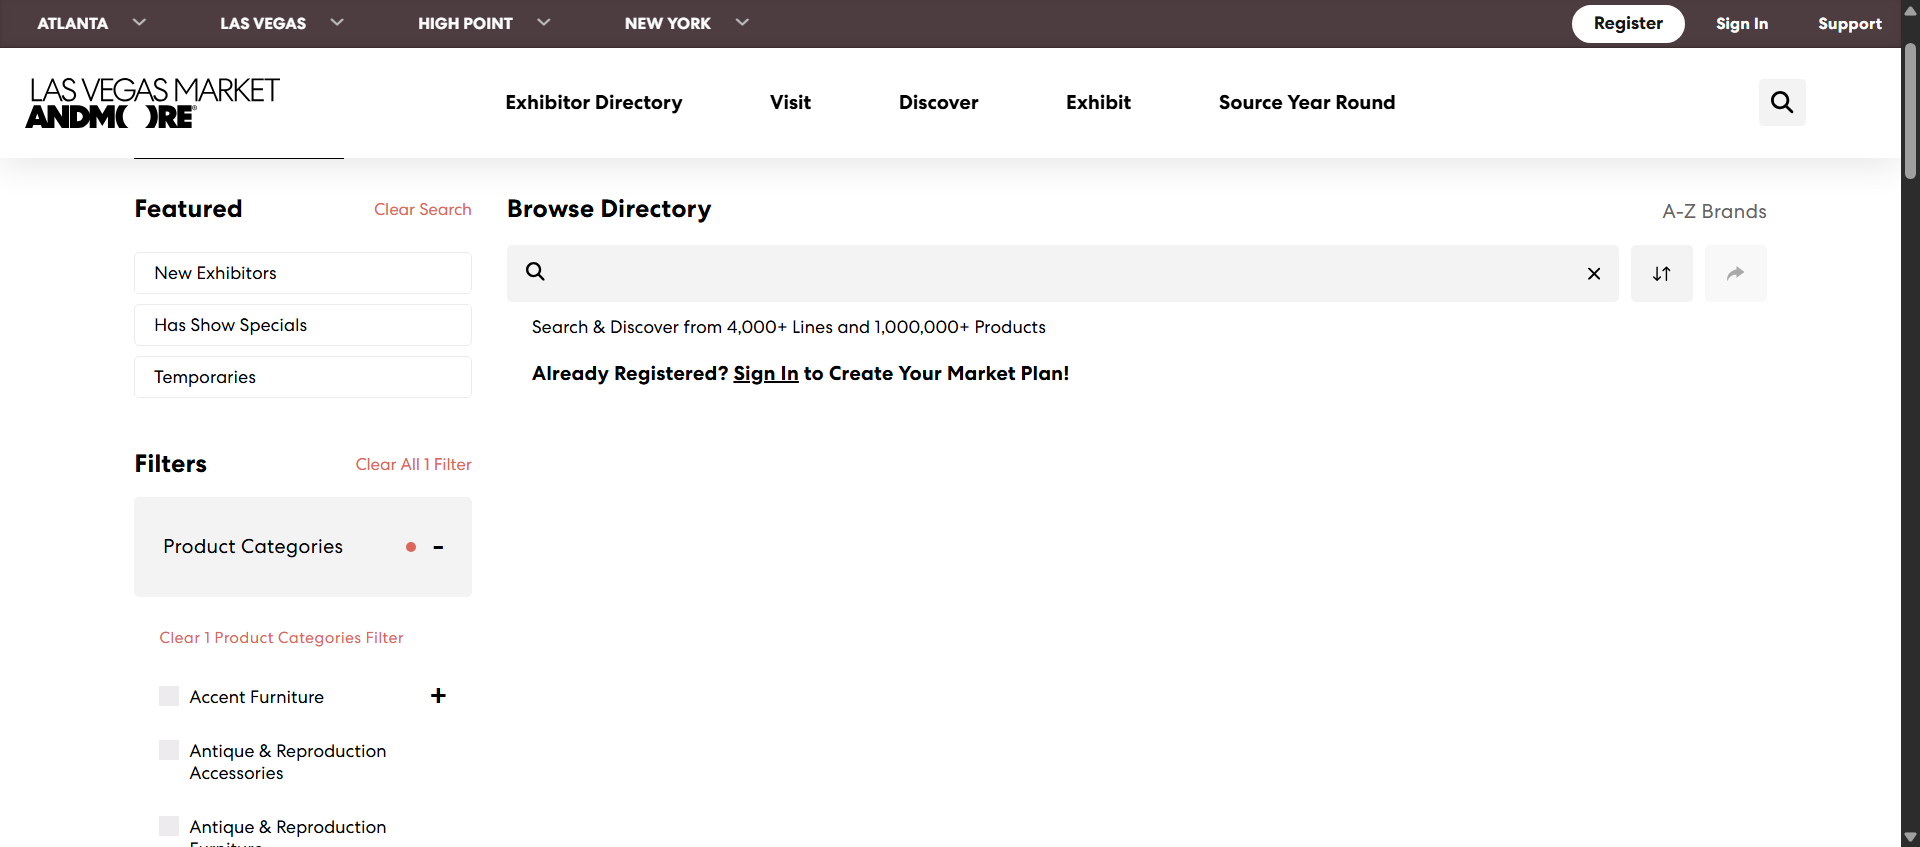 ATLANTA
LAS VEGAS
HIGH POINT
NEW YORK
Register
Sign In
Support
LAS VEGAS MARKET
ANDMORE®
Exhibitor Directory
Visit
Discover
Exhibit
Source Year Round
Featured
Clear Search
New Exhibitors
Has Show Specials
Temporaries
Filters
Clear All 1 Filter
Product Categories
Clear 1 Product Categories Filter
Accent Furniture
Antique & Reproduction
Accessories
Antique & Reproduction
Furniture
Browse Directory
A-Z Brands
Search & Discover from 4,000+ Lines and 1,000,000+ Products
Already Registered? Sign In to Create Your Market Plan!